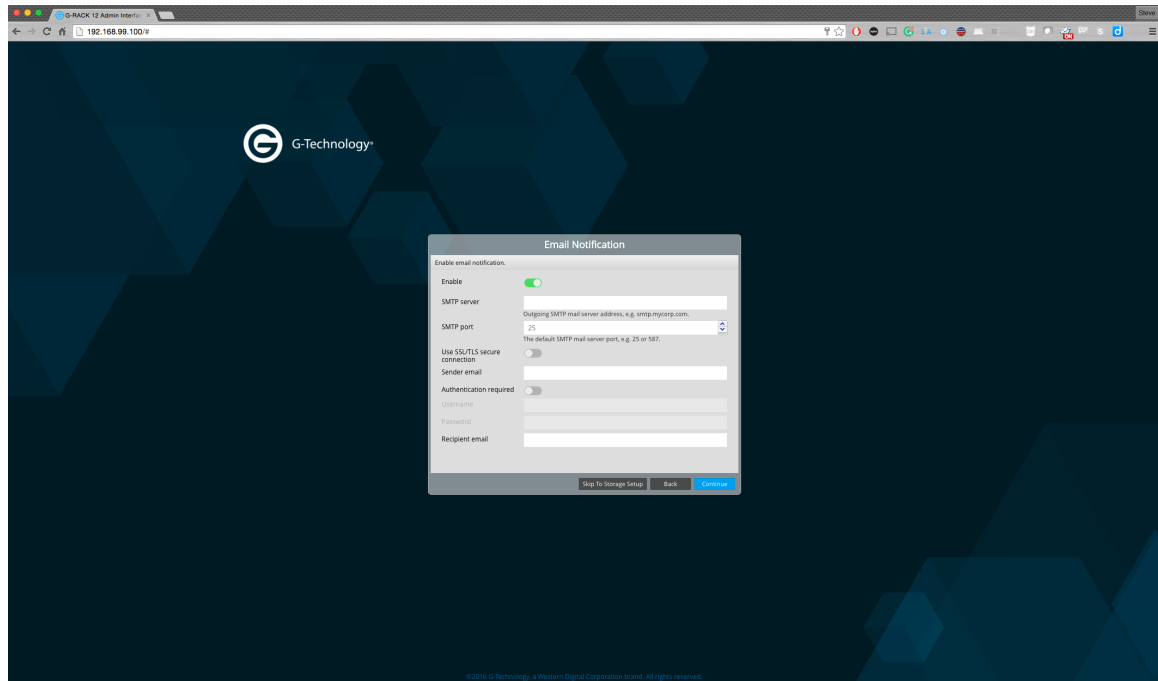 G-RACK 12 Admin Interfac
Steve
192.168.99.100/#
G-Technology®
Email Notification
Enable email notification.
Enable
SMTP server
Outgoing SMTP mail server address, e.g. smtp.mycorp.com.
SMTP port
25
The default SMTP mail server port, e.g. 25 or 587.
Use SSL/TLS secure
connection
Sender email
Authentication required
Username
Password
Recipient email
Skip To Storage Setup
Back
Continue
©2016 G-Technology, a Western Digital Corporation brand. All rights reserved.